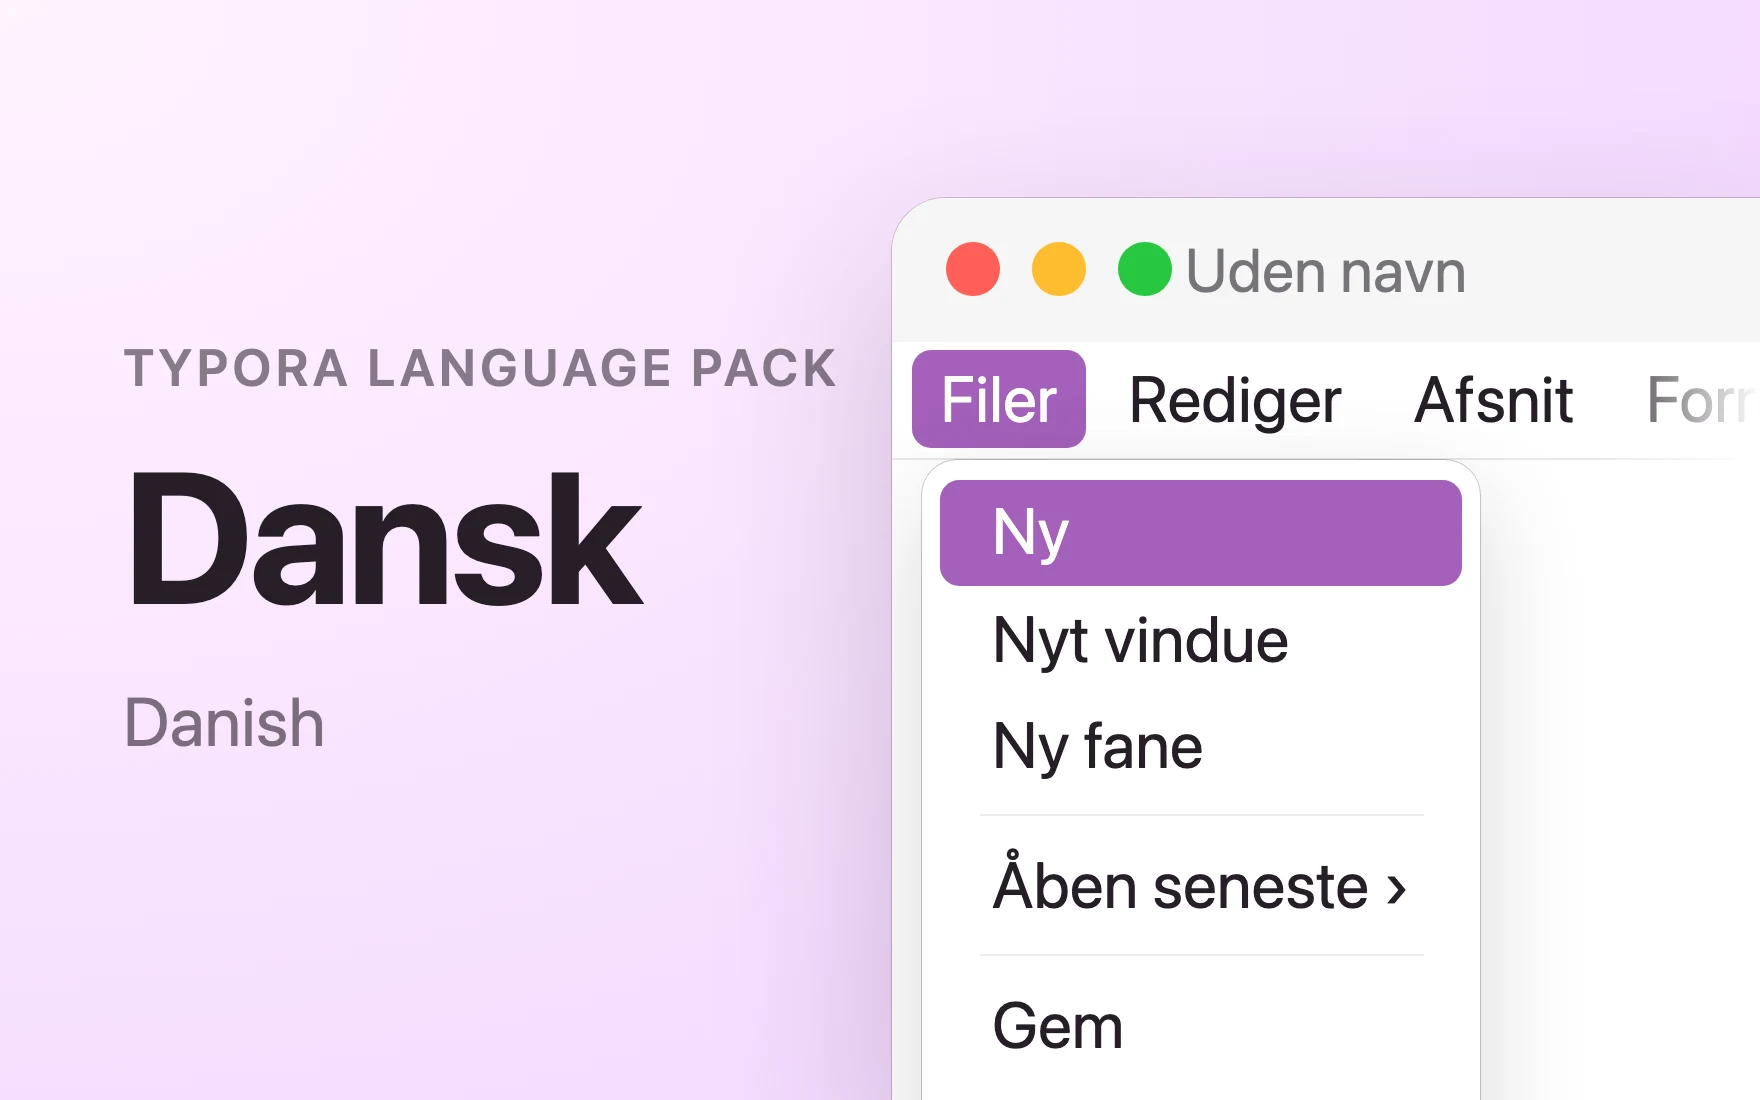 TYPORA LANGUAGE PACK
Dansk
Danish
Uden navn
Filer Rediger Afsnit
Ny
Nyt vindue
Ny fane
Åben seneste ›
Gem